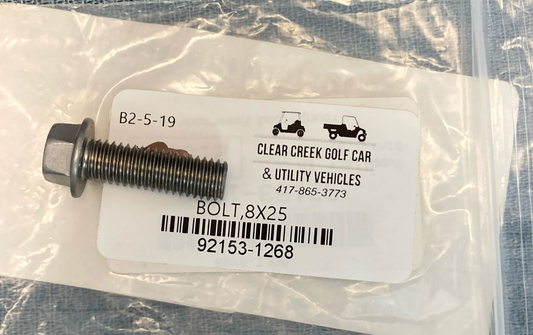 B2-5-19
CLEAR CREEK GOLF CAR
& UTILITY VEHICLES
417-865-3773
BOLT,8X25
92153-1268